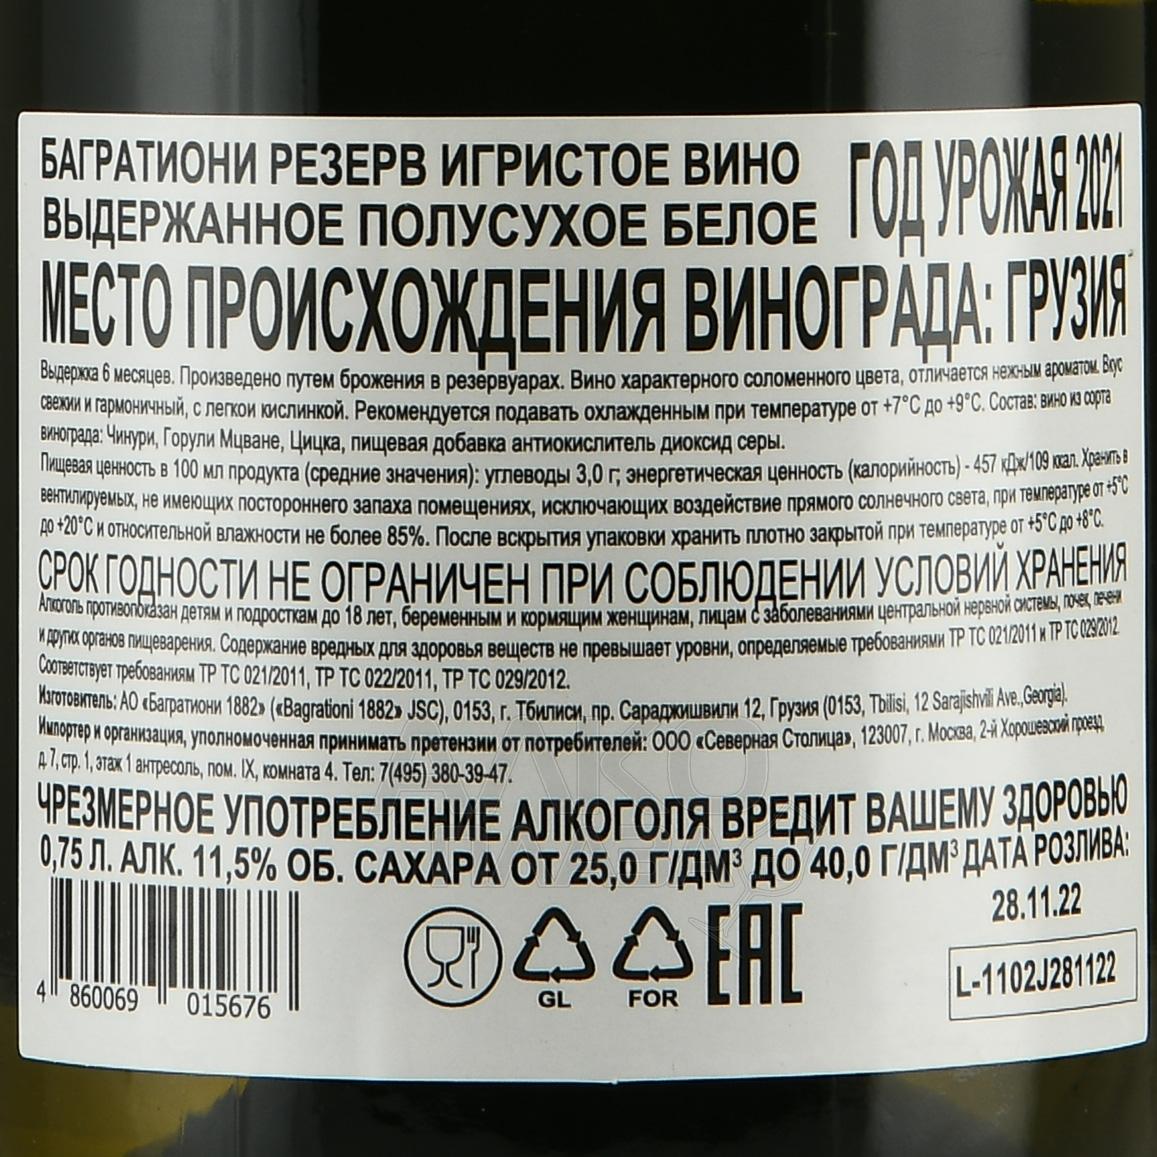 БАГРАТИОНИ РЕЗЕРВ ИГРИСТОЕ ВИНО
ВЫДЕРЖАННОЕ ПОЛУСУХОЕ БЕЛОЕ
ГОД УРОЖАЯ 2021
МЕСТО ПРОИСХОЖДЕНИЯ ВИНОГРАДА: ГРУЗИЯ
Выдержка 6 месяцев. Произведено путем брожения в резервуарах. Вино характерного соломенного цвета, отличается нежным ароматом. Вкус
свежии и гармоничный, с легкои кислинкой. Рекомендуется подавать охлажденным при температуре от +7°С до +9°С. Состав: вино из сорта
винограда: Чинури, Горули Мцване, Цицка, пищевая добавка антиокислитель диоксид серы.
Пищевая ценность в 100 мл продукта (средние значения): углеводы 3,0 г; энергетическая ценность (калорийность) - 457 кДж/109 ккал. Хранить в
вентилируемых, не имеющих постороннего запаха помещениях, исключающих воздействие прямого солнечного света, при температуре от +5°С
до +20°С и относительной влажности не более 85%. После вскрытия упаковки хранить плотно закрытой при температуре от +5°С до +8°С.
СРОК ГОДНОСТИ НЕ ОГРАНИЧЕН ПРИ СОБЛЮДЕНИИ УСЛОВИЙ ХРАНЕНИЯ
Алкоголь противопоказан детям и подросткам до 18 лет, беременным и кормящим женщинам, лицам с заболеваниями центральной нервной системы, почек, печени
и других органов пищеварения. Содержание вредных для здоровья веществ не превышает уровни, определяемые требованиями ТР ТС 021/2011 и ТР ТС 029/2012.
Соответствует требованиям ТР ТС 021/2011, ТР ТС 022/2011, ТР ТС 029/2012.
Изготовитель: АО «Багратиони 1882» («Bagrationi 1882» JSC), 0153, г. Тбилиси, пр. Сараджишвили 12, Грузия (0153, Tbilisi, 12 Sarajishvili Ave.,Georgia).
Импортер и организация, уполномоченная принимать претензии от потребителей: ООО «Северная Столица», 123007, г. Москва, 2-й Хорошевский проезд,
д. 7, стр. 1, этаж 1 антресоль, пом. IX, комната 4. Тел: 7(495) 380-39-47.
ЧРЕЗМЕРНОЕ УПОТРЕБЛЕНИЕ АЛКОГОЛЯ ВРЕДИТ ВАШЕМУ ЗДОРОВЬЮ
0,75 Л. АЛК. 11,5% ОБ. САХАРА ОТ 25,0 Г/ДМ³ ДО 40,0 Г/ДМ³ ДАТА РОЗЛИВА:
28.11.22
L-1102J281122
4 860069 015676
GL
FOR
EAC